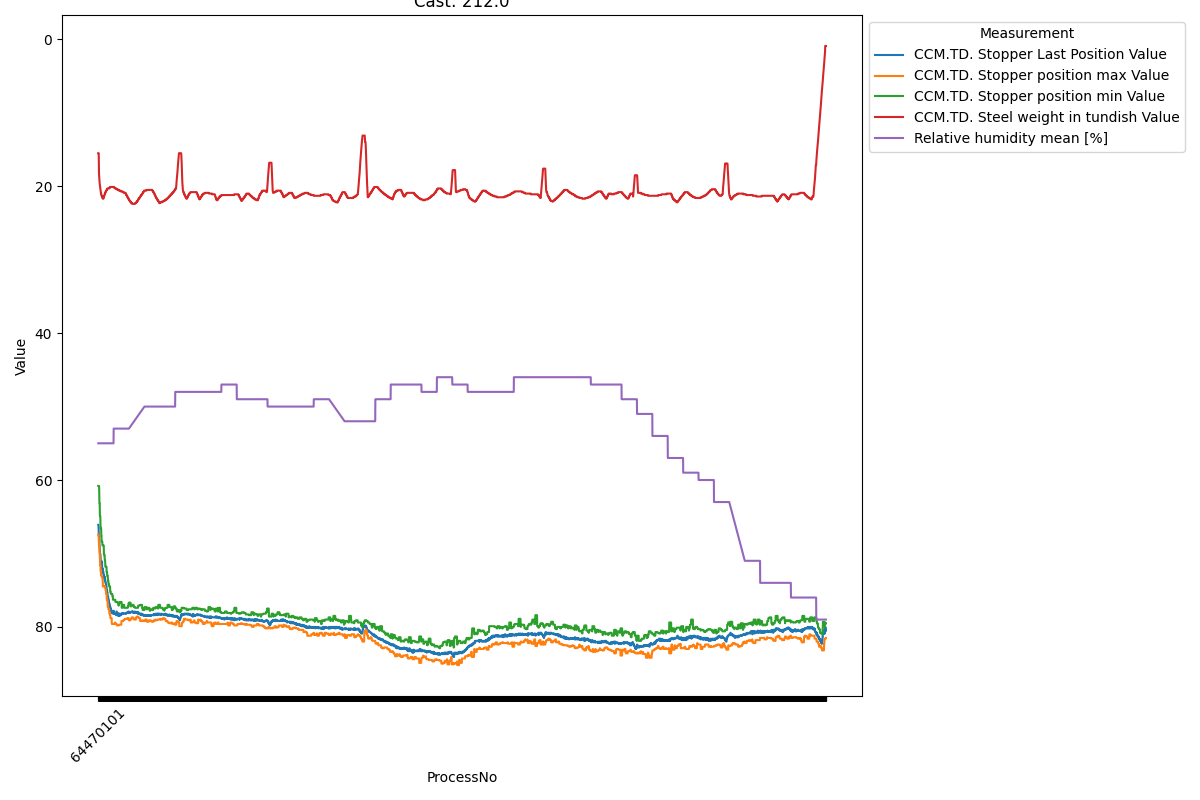 Cast: 212.0
Measurement
CCM.TD. Stopper Last Position Value
CCM.TD. Stopper position max Value
CCM.TD. Stopper position min Value
CCM.TD. Steel weight in tundish Value
Relative humidity mean [%]
0
20
40
60
80
Value
64470101
ProcessNo